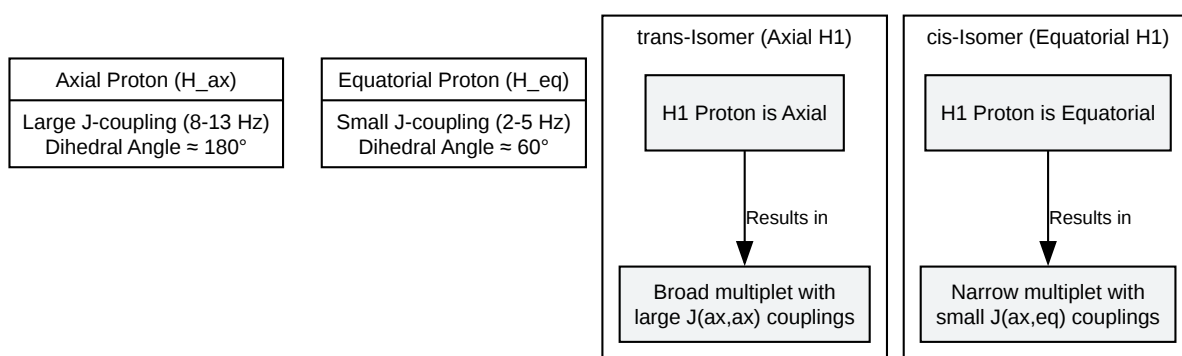 Axial Proton (H_ax)
Large J-coupling (8-13 Hz)
Dihedral Angle ≈ 180°
Equatorial Proton (H_eq)
Small J-coupling (2-5 Hz)
Dihedral Angle ≈ 60°
trans-Isomer (Axial H1)
H1 Proton is Axial
Results in
Broad multiplet with
large J(ax,ax) couplings
cis-Isomer (Equatorial H1)
H1 Proton is Equatorial
Results in
Narrow multiplet with
small J(ax,eq) couplings